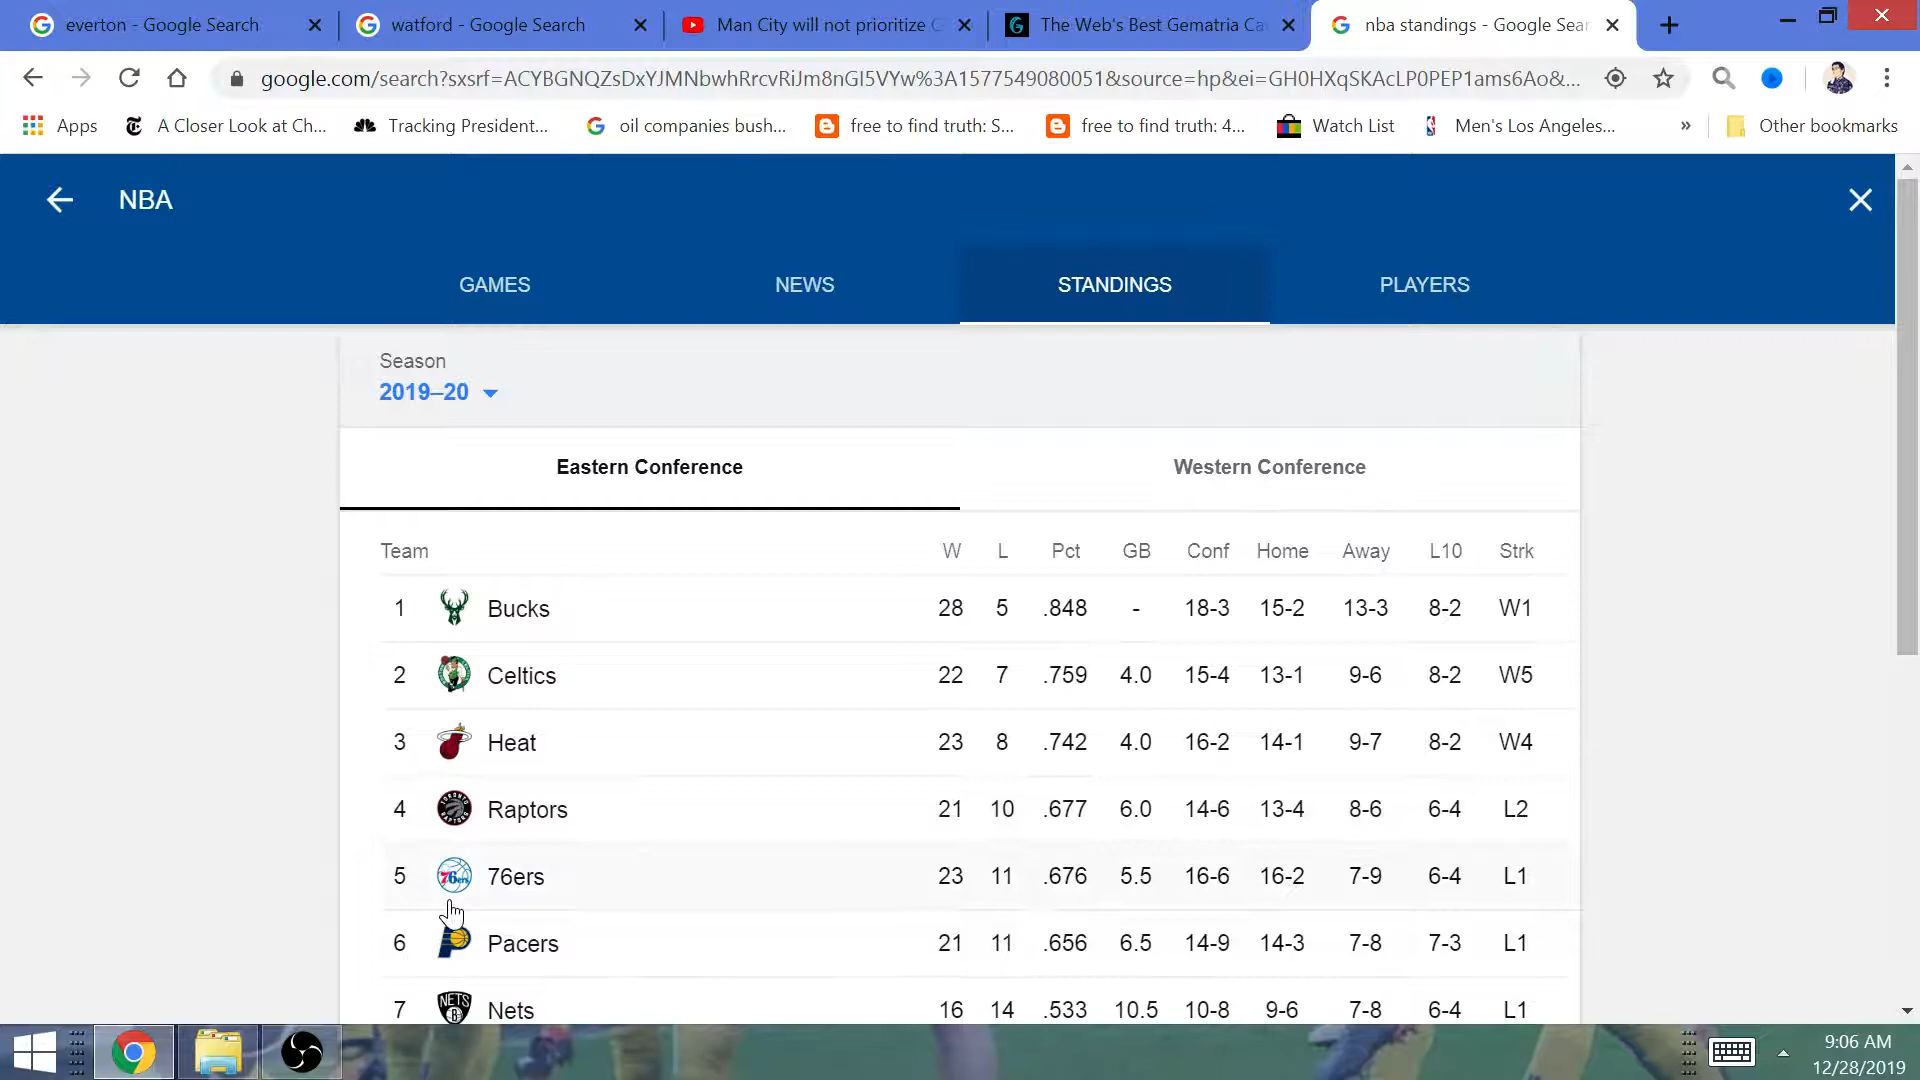 everton - Google Search
watford - Google Search
Man City will not prioritize C
The Web's Best Gematria Ca
nba standings - Google Sear
google.com/search?sxsrf=ACYBGNQZsDxYJMNbwhRrcvRiJm8nGI5VYw%3A1577549080051&source=hp&ei=GH0HXqSKAcLP0PEP1ams6Ao&...
Apps
A Closer Look at Ch...
Tracking President...
oil companies bush...
free to find truth: S...
free to find truth: 4...
Watch List
Men's Los Angeles...
»
Other bookmarks
NBA
GAMES NEWS STANDINGS PLAYERS
Season
2019–20
Eastern Conference Western Conference
Team W L Pct GB Conf Home Away L10 Strk
1 Bucks 28 5 .848 - 18-3 15-2 13-3 8-2 W1
2 Celtics 22 7 .759 4.0 15-4 13-1 9-6 8-2 W5
3 Heat 23 8 .742 4.0 16-2 14-1 9-7 8-2 W4
4 Raptors 21 10 .677 6.0 14-6 13-4 8-6 6-4 L2
5 76ers 23 11 .676 5.5 16-6 16-2 7-9 6-4 L1
6 Pacers 21 11 .656 6.5 14-9 14-3 7-8 7-3 L1
7 Nets 16 14 .533 10.5 10-8 9-6 7-8 6-4 L1
9:06 AM
12/28/2019